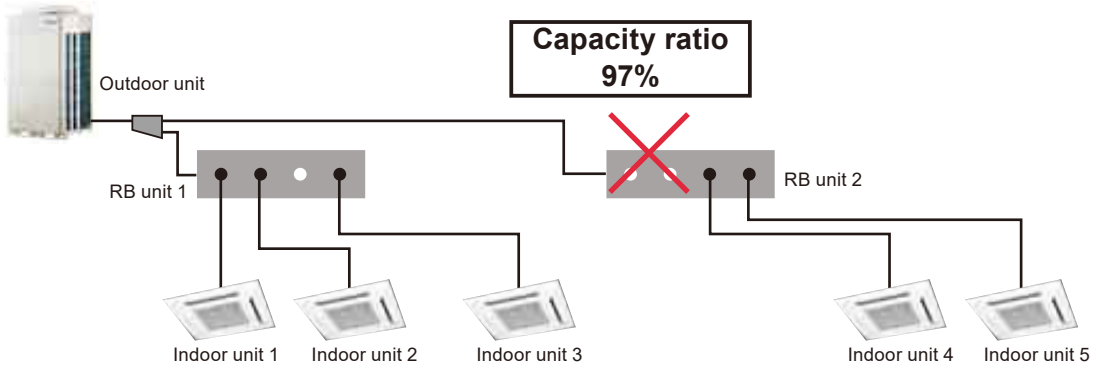 Capacity ratio
97%
Outdoor unit
RB unit 1
RB unit 2
Indoor unit 1
Indoor unit 2
Indoor unit 3
Indoor unit 4
Indoor unit 5